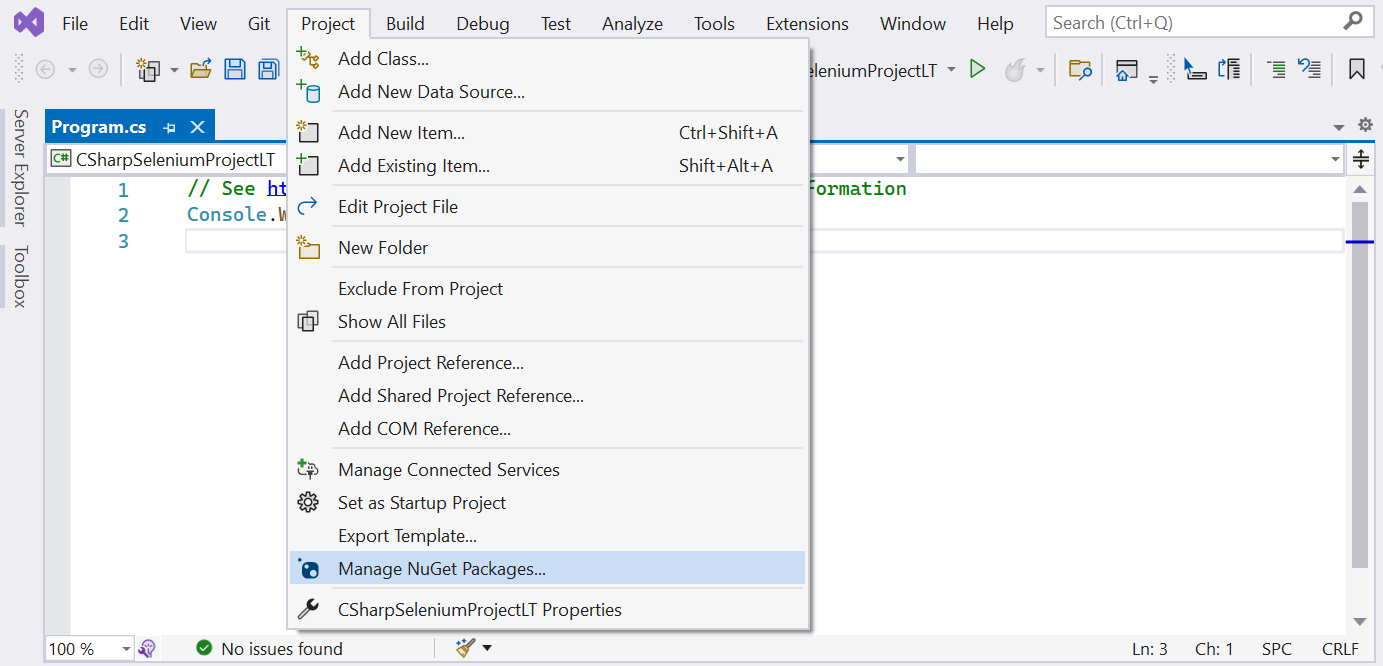 File Edit View Git Project Build Debug Test Analyze Tools Extensions Window Help Search (Ctrl+Q)
eleniumProjectLT
Program.cs
CSharpSeleniumProjectLT
Server Explorer
Toolbox
1 // See formation
2 Console.
3
Add Class...
Add New Data Source...
Add New Item... Ctrl+Shift+A
Add Existing Item... Shift+Alt+A
Edit Project File
New Folder
Exclude From Project
Show All Files
Add Project Reference...
Add Shared Project Reference...
Add COM Reference...
Manage Connected Services
Set as Startup Project
Export Template...
Manage NuGet Packages...
CSharpSeleniumProjectLT Properties
100 % No issues found Ln: 3 Ch: 1 SPC CRLF